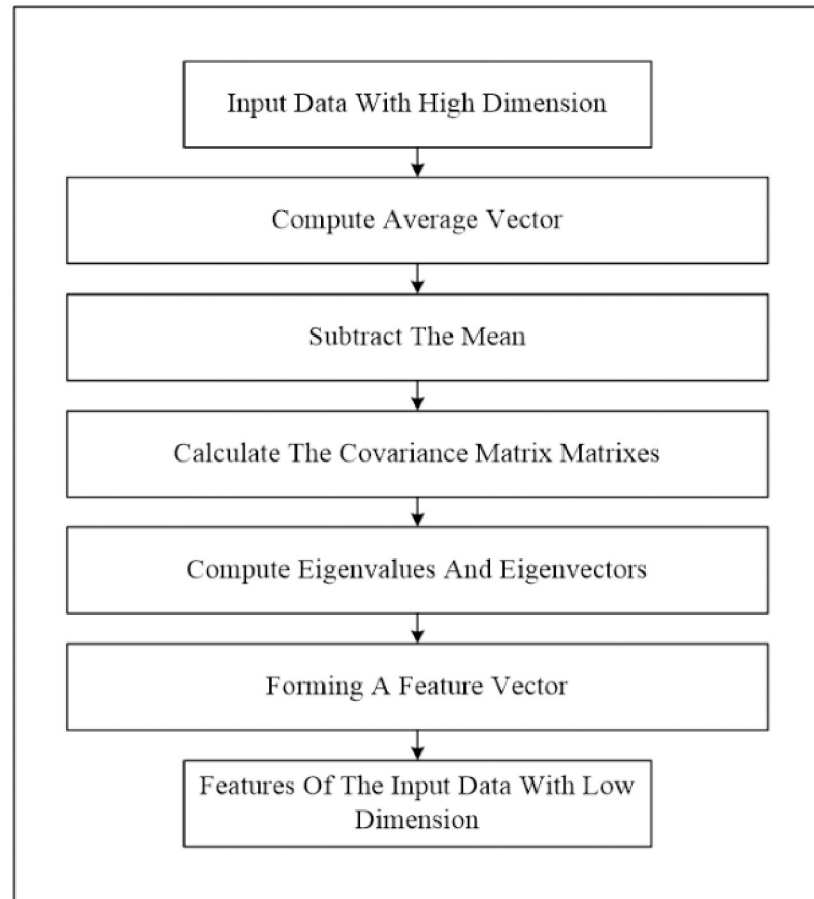 Input Data With High Dimension
Compute Average Vector
Subtract The Mean
Calculate The Covariance Matrix Matrixes
Compute Eigenvalues And Eigenvectors
Forming A Feature Vector
Features Of The Input Data With Low
Dimension